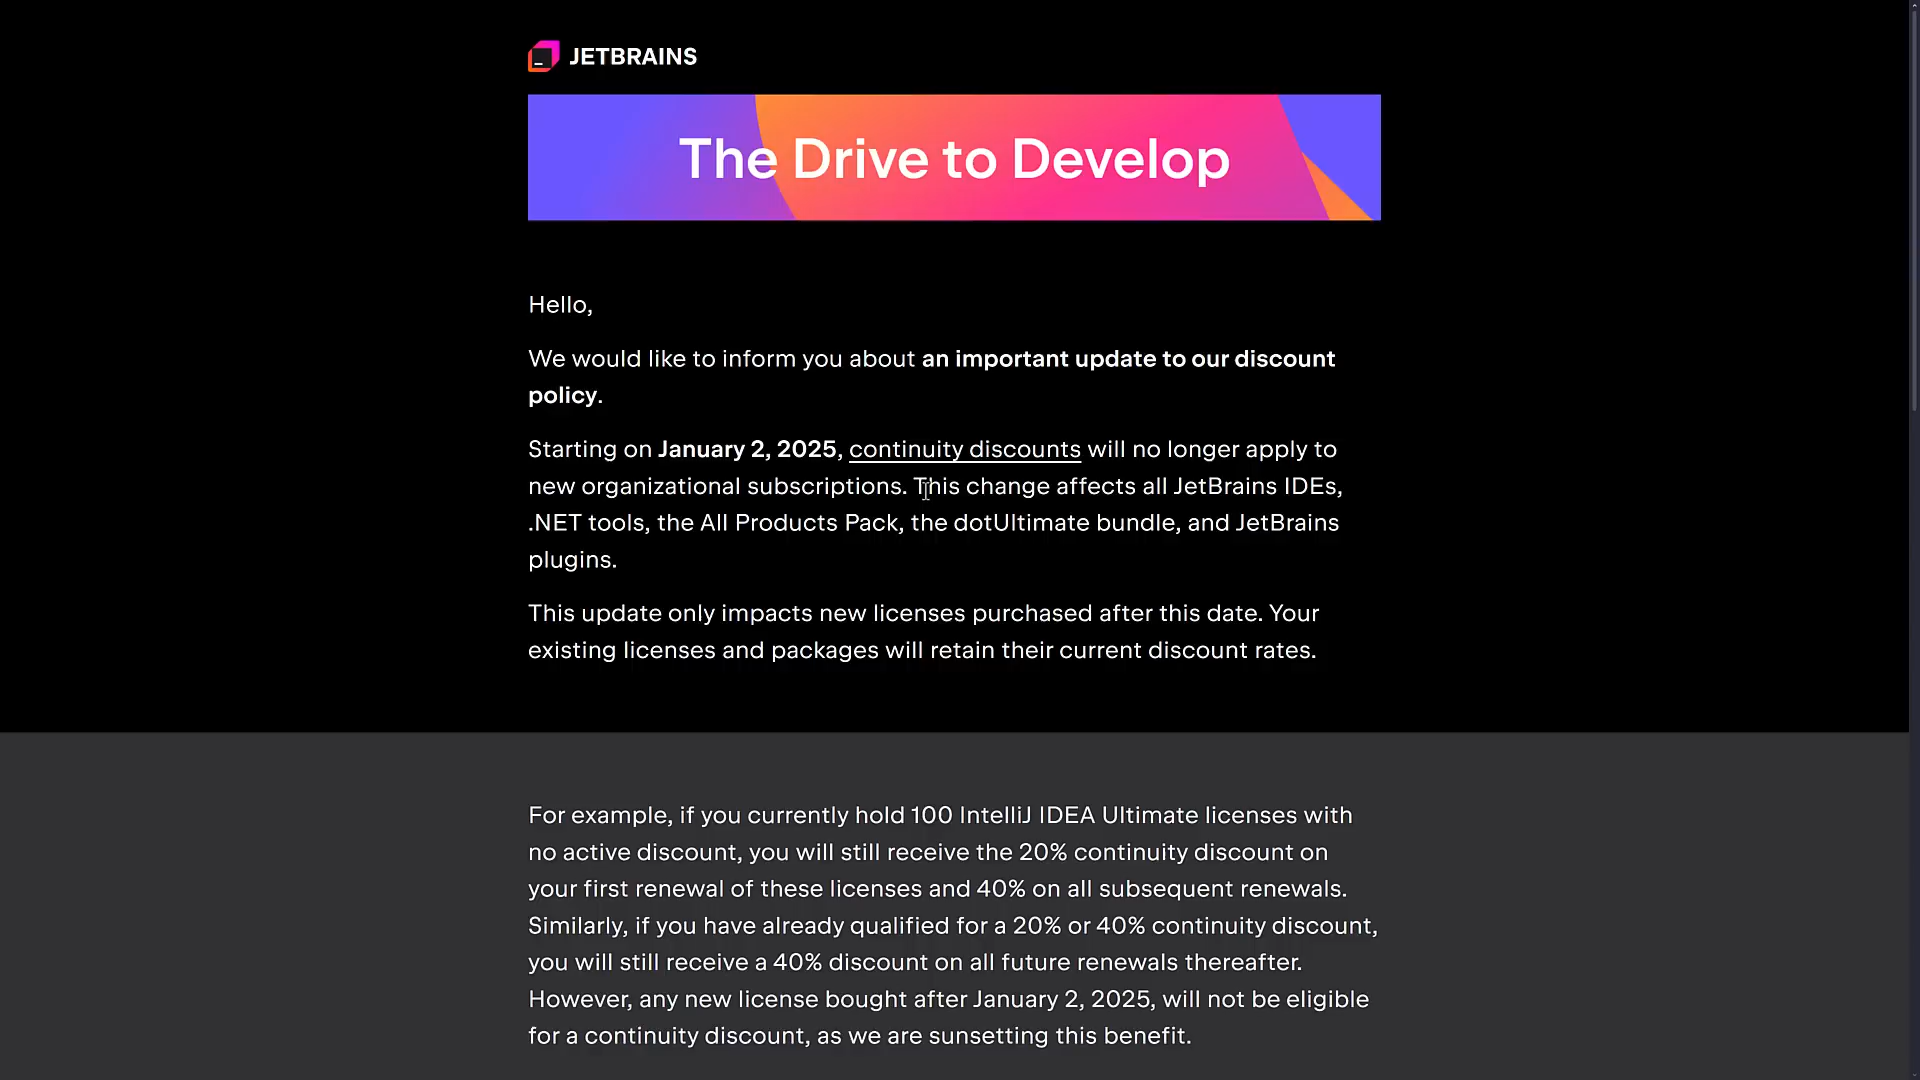 JETBRAINS
The Drive to Develop
Hello,
We would like to inform you about an important update to our discount
policy.
Starting on January 2, 2025, continuity discounts will no longer apply to
new organizational subscriptions. This change affects all JetBrains IDEs,
.NET tools, the All Products Pack, the dotUltimate bundle, and JetBrains
plugins.
This update only impacts new licenses purchased after this date. Your
existing licenses and packages will retain their current discount rates.
For example, if you currently hold 100 IntelliJ IDEA Ultimate licenses with
no active discount, you will still receive the 20% continuity discount on
your first renewal of these licenses and 40% on all subsequent renewals.
Similarly, if you have already qualified for a 20% or 40% continuity discount,
you will still receive a 40% discount on all future renewals thereafter.
However, any new license bought after January 2, 2025, will not be eligible
for a continuity discount, as we are sunsetting this benefit.